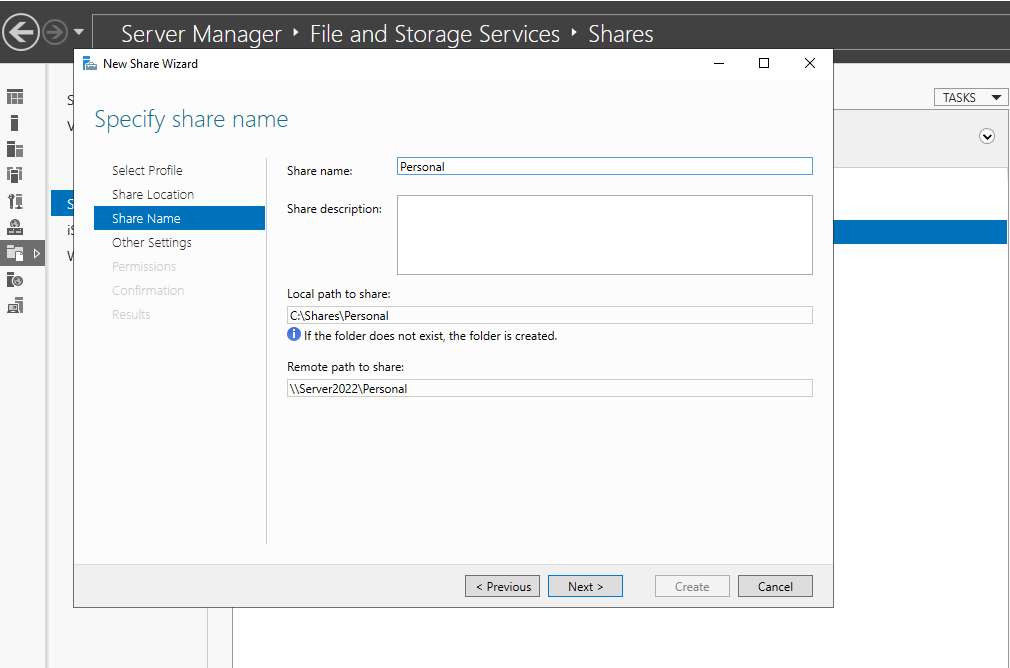 Server Manager ‣ File and Storage Services ‣ Shares
New Share Wizard
TASKS
Specify share name
Select Profile
Share Location
Share Name
Other Settings
Permissions
Confirmation
Results
Share name:
Personal
Share description:
Local path to share:
C:\Shares\Personal
If the folder does not exist, the folder is created.
Remote path to share:
\\Server2022\Personal
< Previous
Next >
Create
Cancel